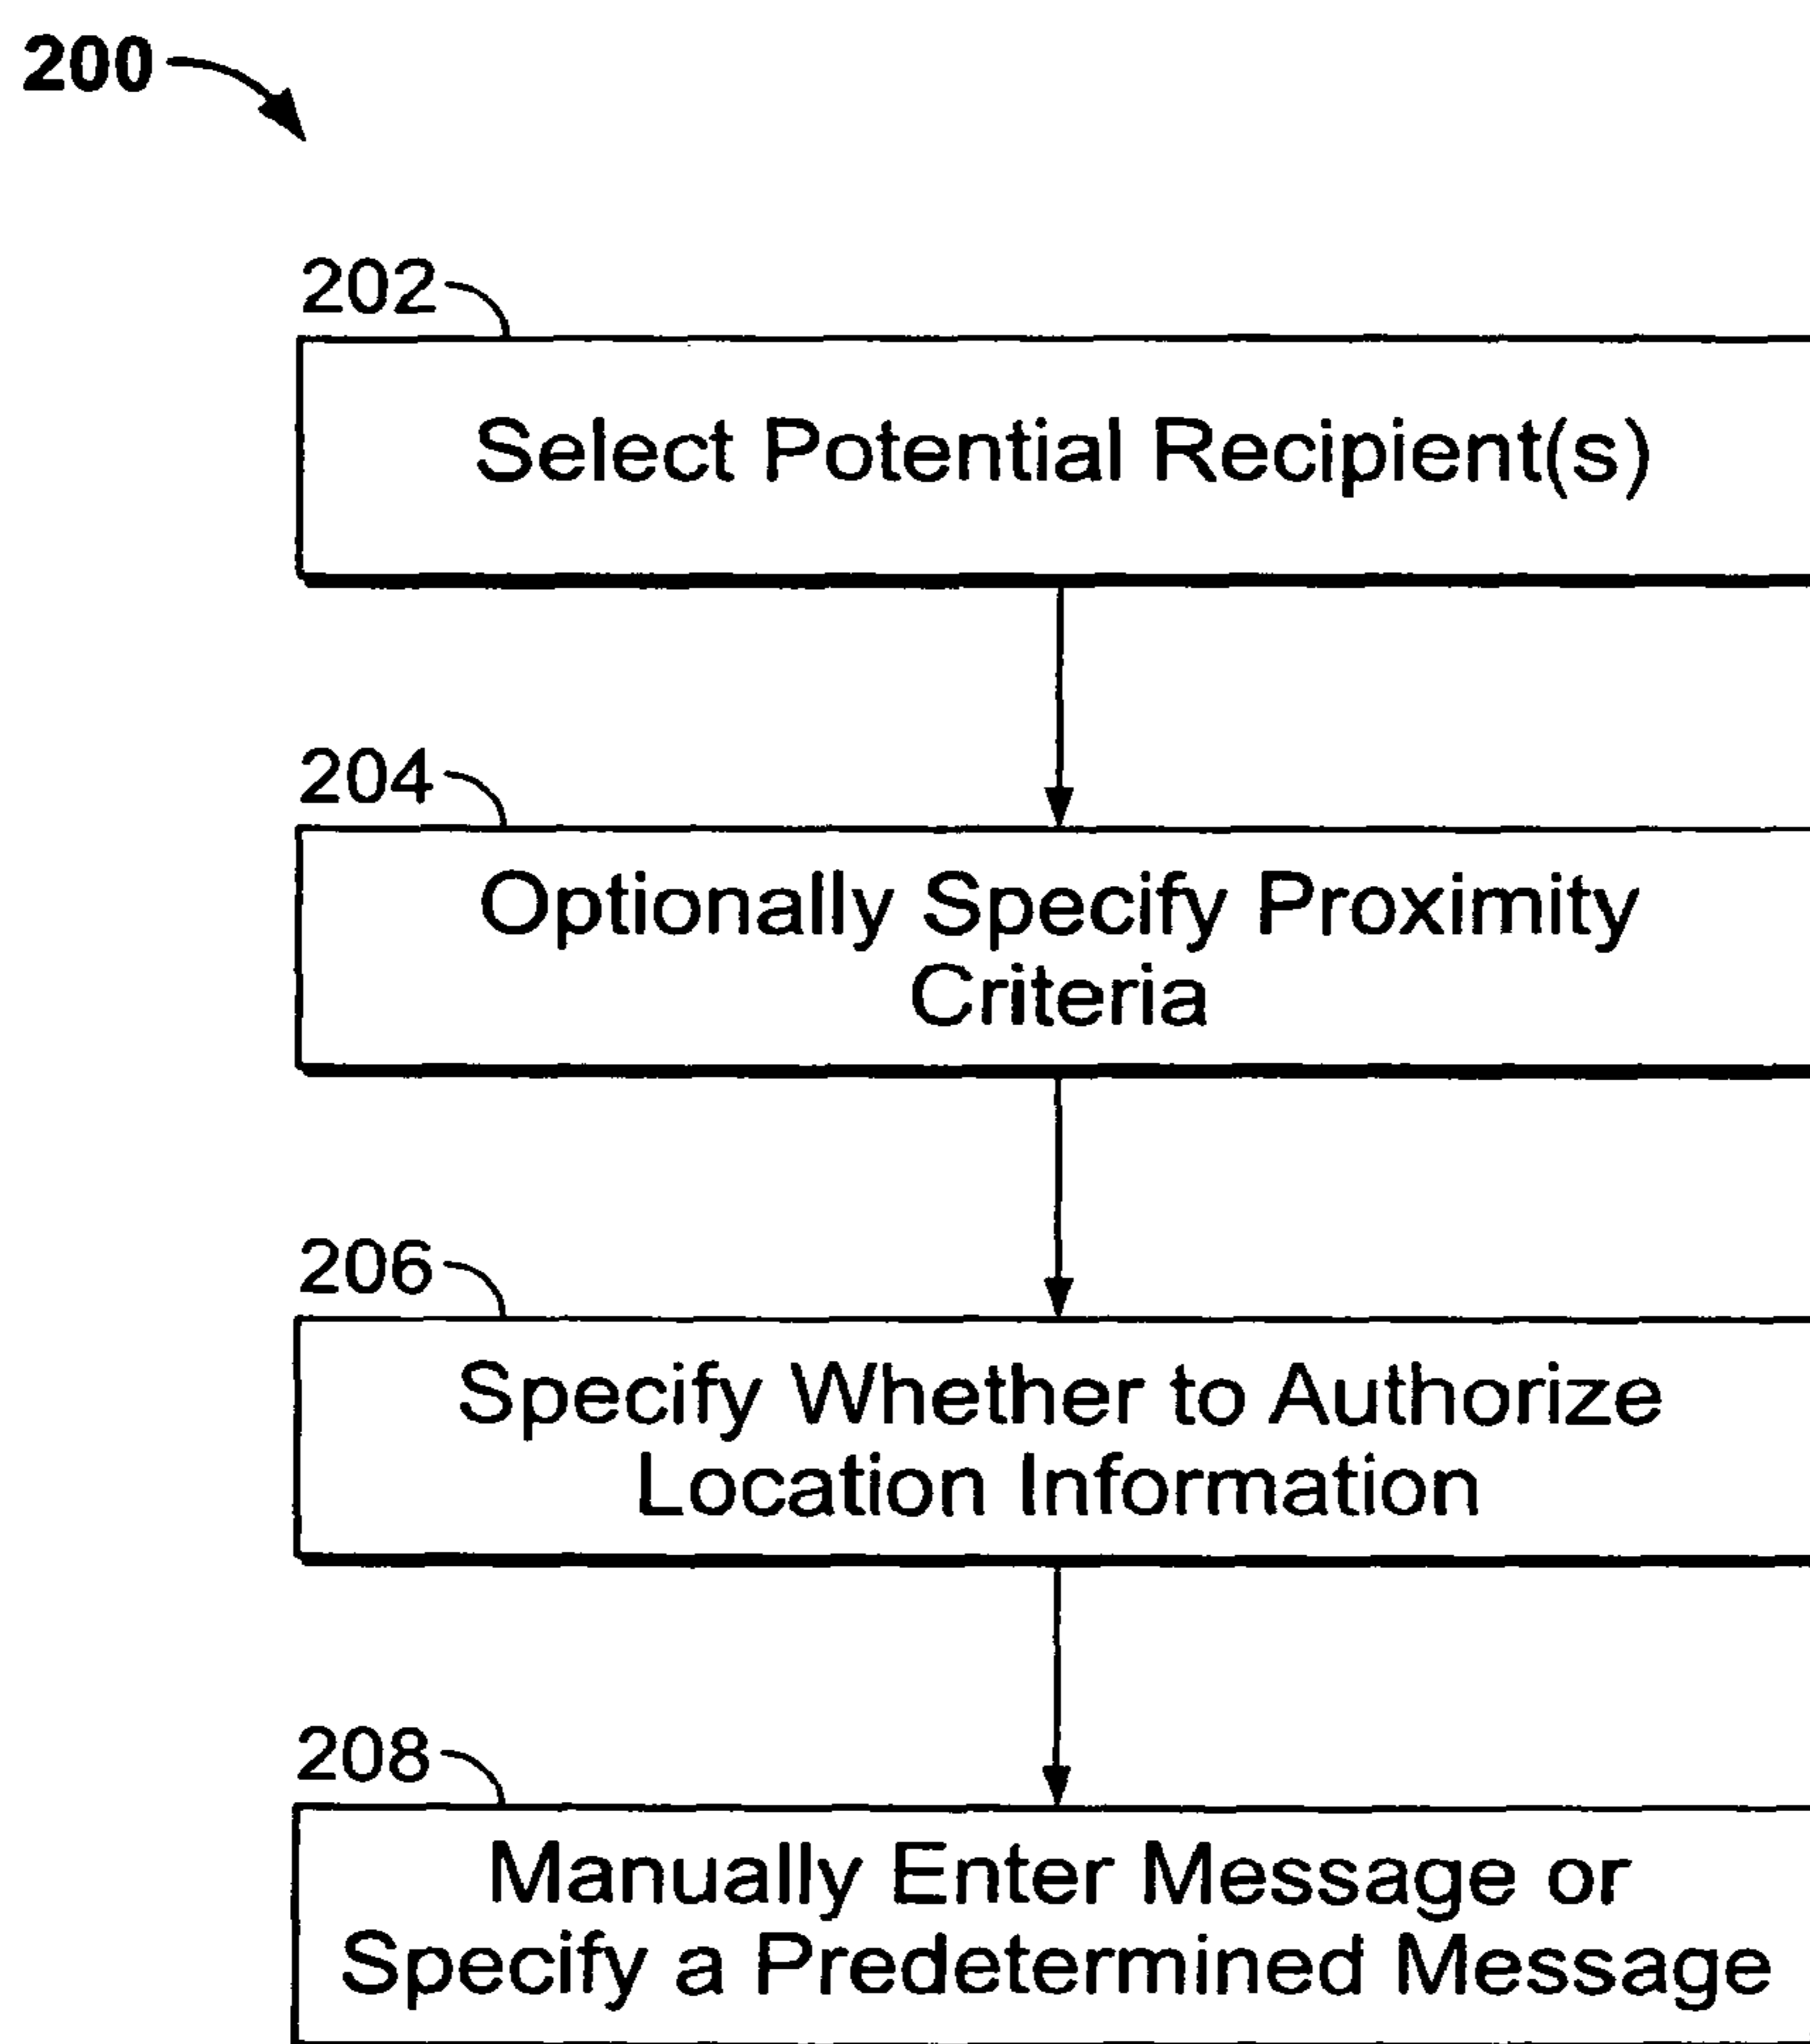 200
202
Select Potential Recipient(s)
204
Optionally Specify Proximity
Criteria
206
Specify Whether to Authorize
Location Information
208
Manually Enter Message or
Specify a Predetermined Message